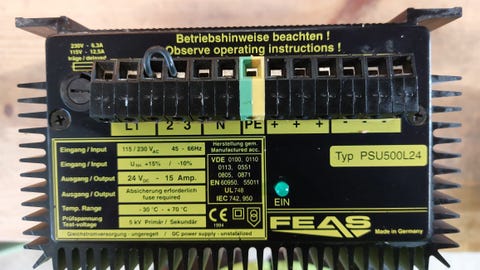 Betriebshinweise beachten !
Observe operating instructions !
230V - 6,3A
115V - 12,5A
träge / delayed
L1 2 3 N PE + + + - - -
Eingang / Input 115 / 230 VAC 45 - 66Hz
Eingang / Input +15% / -10%
Ausgang / Output 24 VDC - 15 Amp.
Ausgang / Output Absicherung erforderlich
fuse required
Temp. Range - 30 °C - + 70 °C
Prüfspannung
Test-voltage 5 kV Primär / Sekundär
Gleichstromversorgung - ungeregelt / DC power supply - unstabilized
Herstellung gem.
Manufactured acc.
VDE 0100, 0110
0113, 0551
0805, 0871
EN 60950, 55011
UL 748
IEC 742, 950
CE
1994
Typ PSU500L24
EIN
FEAS
Made in Germany